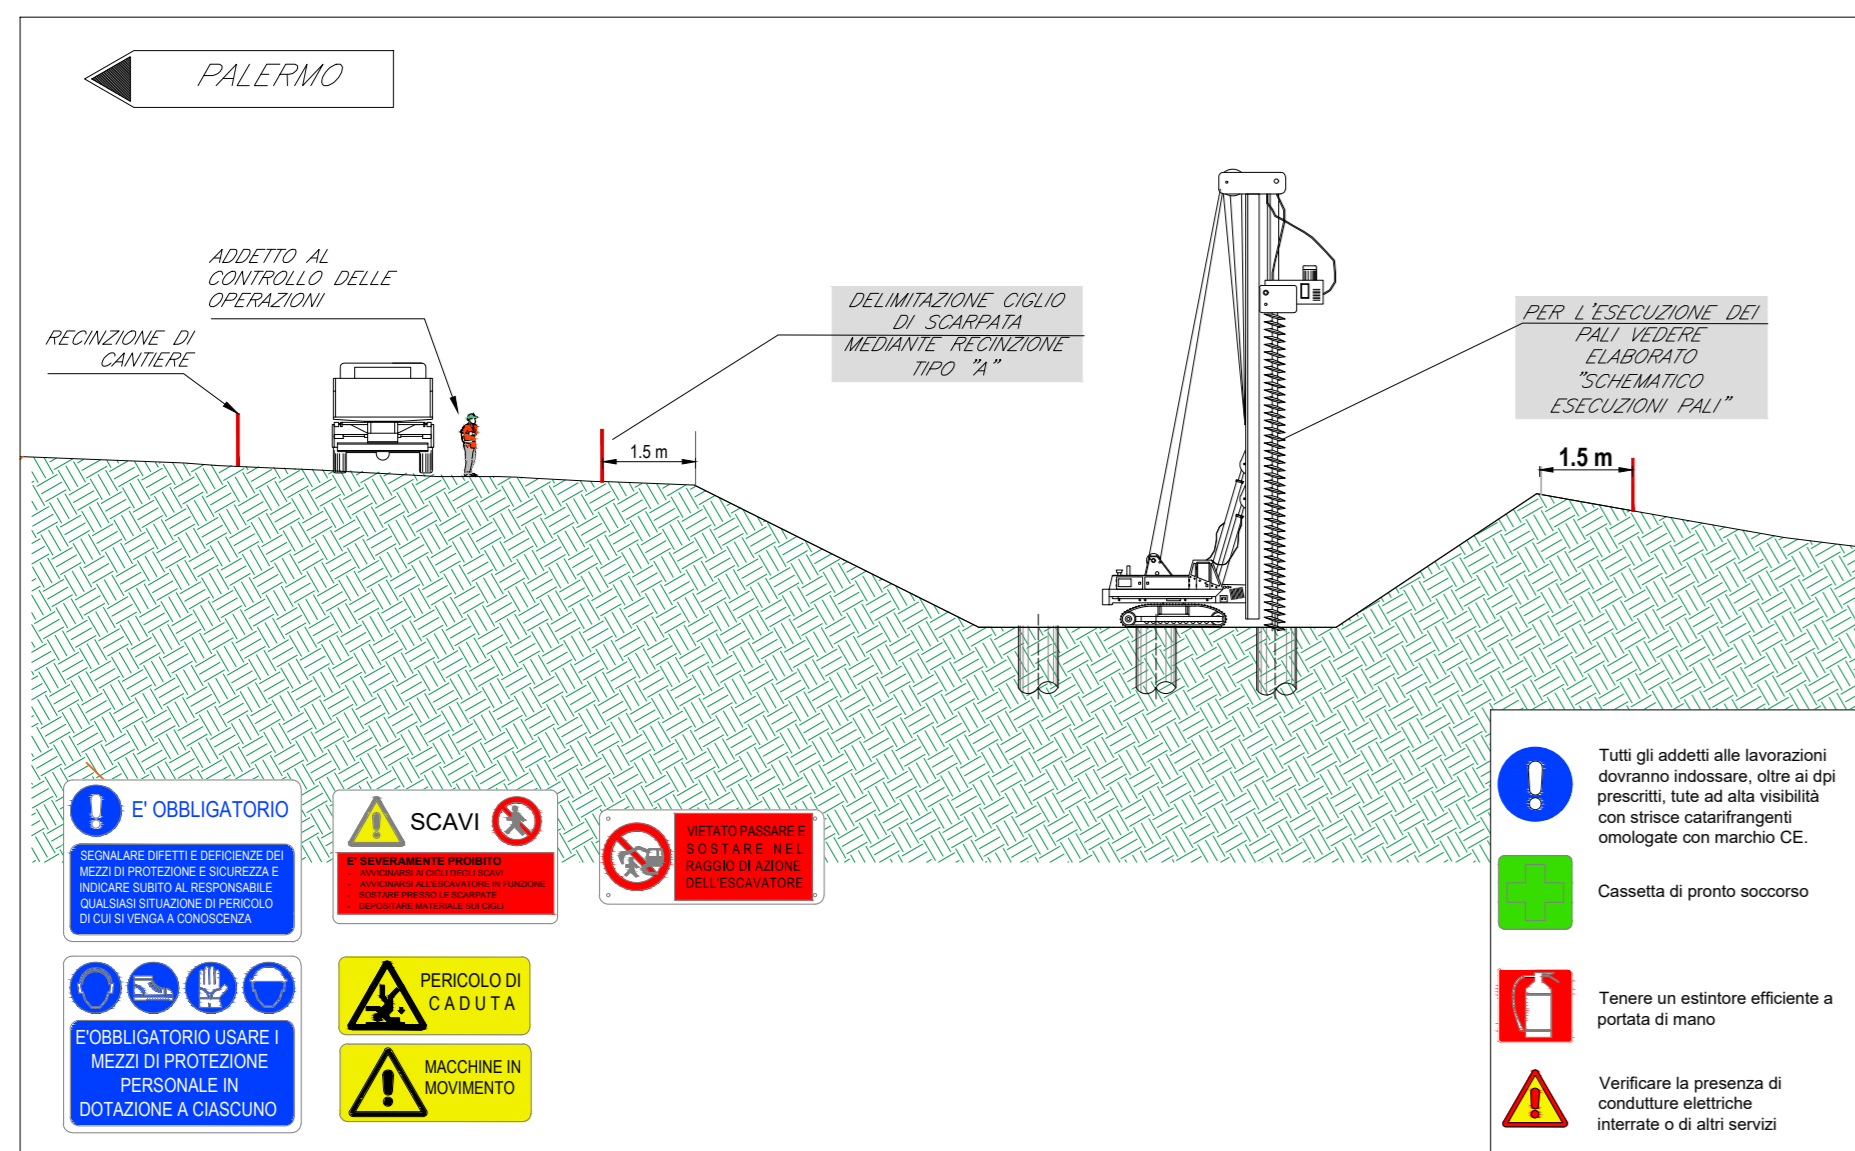 PALERMO
ADDETTO AL
CONTROLLO DELLE
OPERAZIONI
RECINZIONE DI
CANTIERE
DELIMITAZIONE CIGLIO
DI SCARPATA
MEDIANTE RECINZIONE
TIPO "A"
PER L'ESECUZIONE DEI
PALI VEDERE
ELABORATO
"SCHEMATICO
ESECUZIONI PALI"
1.5 m
1.5 m
E' OBBLIGATORIO
SEGNALARE DIFETTI E DEFICIENZE DEI
MEZZI DI PROTEZIONE E SICUREZZA E
INDICARE SUBITO AL RESPONSABILE
QUALSIASI SITUAZIONE DI PERICOLO
DI CUI SI VENGA A CONOSCENZA
SCAVI
E' SEVERAMENTE PROIBITO
- AVVICINARSI AI CIGLI DEGLI SCAVI
- AVVICINARSI ALL'ESCAVATORE IN FUNZIONE
- SOSTARE PRESSO LE SCARPATE
- DEPOSITARE MATERIALE SUI CIGLI
VIETATO PASSARE E
SOSTARE NEL
RAGGIO DI AZIONE
DELL'ESCAVATORE
E'OBBLIGATORIO USARE I
MEZZI DI PROTEZIONE
PERSONALE IN
DOTAZIONE A CIASCUNO
PERICOLO DI
CADUTA
MACCHINE IN
MOVIMENTO
Tutti gli addetti alle lavorazioni
dovranno indossare, oltre ai dpi
prescritti, tute ad alta visibilità
con strisce catarifrangenti
omologate con marchio CE.
Cassetta di pronto soccorso
Tenere un estintore efficiente a
portata di mano
Verificare la presenza di
condutture elettriche
interrate o di altri servizi